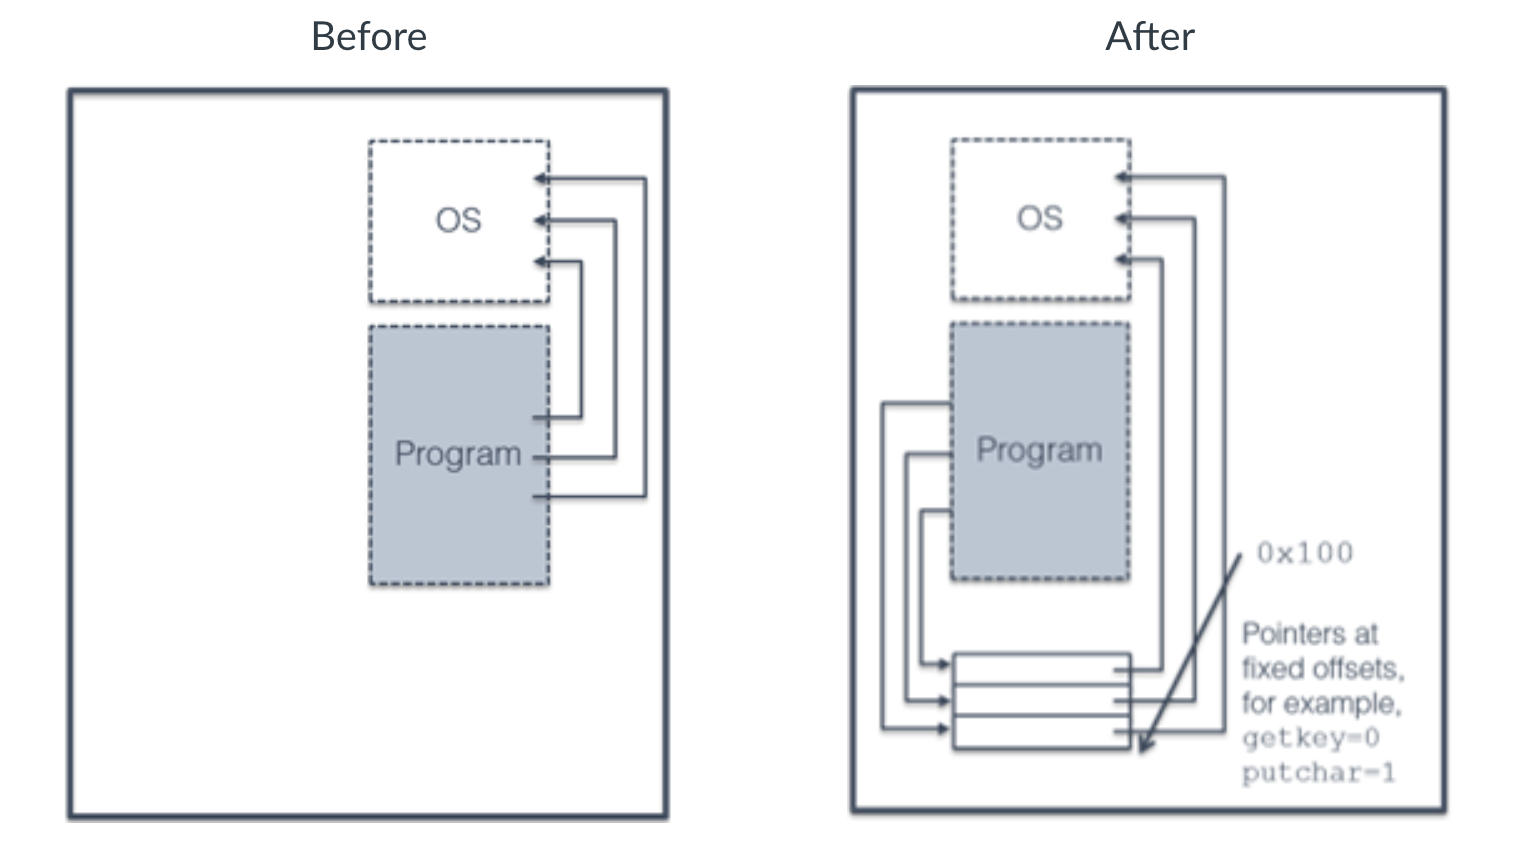 Before
After
OS
Program
OS
Program
0x100
Pointers at
fixed offsets,
for example,
getkey=0
putchar=1